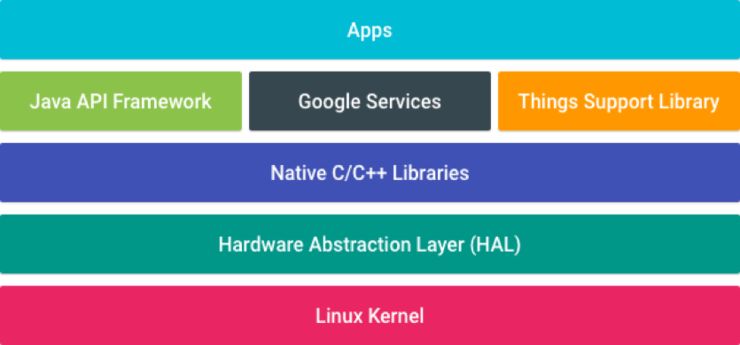 Apps
Java API Framework
Google Services
Things Support Library
Native C/C++ Libraries
Hardware Abstraction Layer (HAL)
Linux Kernel